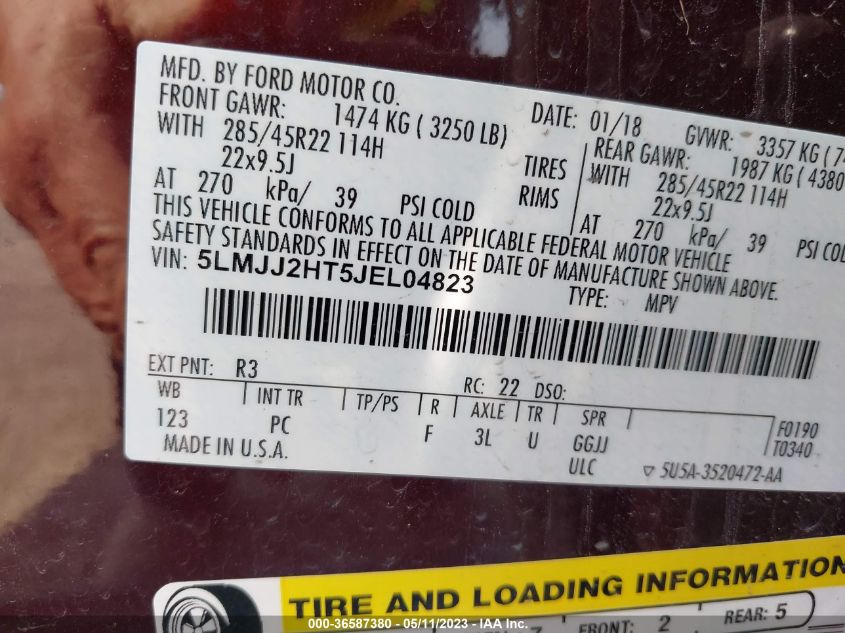 MFD. BY FORD MOTOR CO.
DATE: 01/18 GVWR: 3357 KG (
FRONT GAWR: 1474 KG ( 3250 LB)
REAR GAWR: 1987 KG ( 4380
WITH 285/45R22 114H TIRES
WITH 285/45R22 114H
22x9.5J RIMS
22x9.5J
AT 270 kPa/ 39 PSI COLD
AT 270 kPa/ 39 PSI COL
THIS VEHICLE CONFORMS TO ALL APPLICABLE FEDERAL MOTOR VEHICLE
SAFETY STANDARDS IN EFFECT ON THE DATE OF MANUFACTURE SHOWN ABOVE.
VIN: 5LMJJ2HT5JEL04823
TYPE: MPV
EXT PNT: R3 RC: 22 DSO:
WB INT TR TP/PS R AXLE TR SPR
123 PC F 3L U GGJJ
F0190
T0340
MADE IN U.S.A. ULC 5U5A-3520472-AA
TIRE AND LOADING INFORMATION
FRONT: 2 REAR: 5
000-36587380 - 05/11/2023 - IAA Inc.